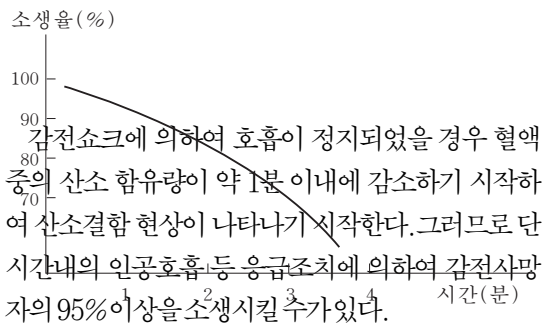 소생율(%)
100
90
감전쇼크에 의하여 호흡이 정지되었을 경우 혈액
80
중의 산소 함유량이 약 1분 이내에 감소하기 시작하
70
여 산소결함 현상이 나타나기 시작한다.그러므로 단
시간내의 인공호흡 등 응급조치에 의하여 감전사망
1 2 3 4 시간(분)
자의 95%이상을 소생시킬 수가 있다.